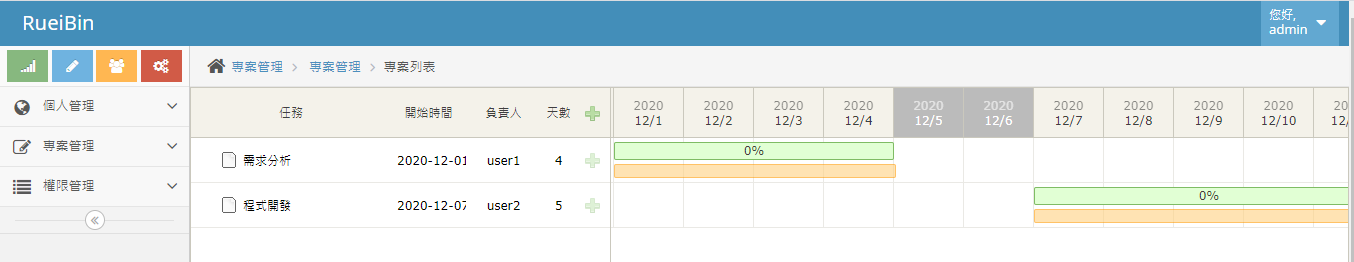 RueiBin
您好,
admin
專案管理 專案管理 專案列表
個人管理
專案管理
權限管理
任務 開始時間 負責人 天數
2020 2020 2020 2020 2020 2020 2020 2020 2020 2020
12/1 12/2 12/3 12/4 12/5 12/6 12/7 12/8 12/9 12/10
需求分析 2020-12-01 user1 4
0%
程式開發 2020-12-07 user2 5
0%